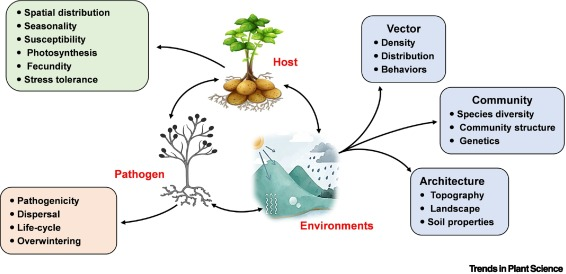 • Spatial distribution
• Seasonality
• Susceptibility
• Photosynthesis
• Fecundity
• Stress tolerance
Host
Vector
• Density
• Distribution
• Behaviors
Community
• Species diversity
• Community structure
• Genetics
Pathogen
Environments
Architecture
• Topography
• Landscape
• Soil properties
• Pathogenicity
• Dispersal
• Life-cycle
• Overwintering
Trends in Plant Science